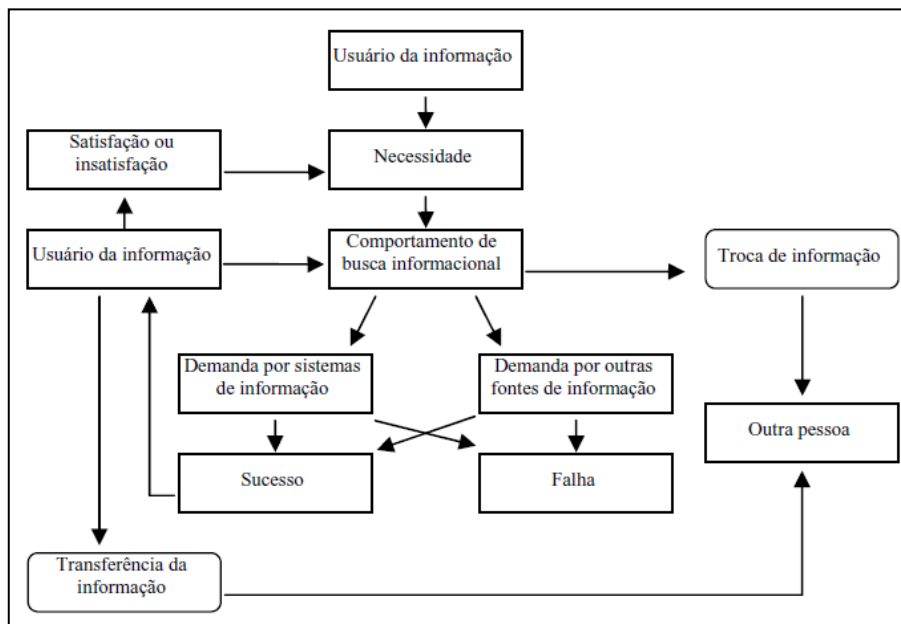 Usuário da informação
Satisfação ou
insatisfação
Necessidade
Usuário da informação
Comportamento de
busca informacional
Troca de informação
Demanda por sistemas
de informação
Demanda por outras
fontes de informação
Outra pessoa
Sucesso
Falha
Transferência da
informação